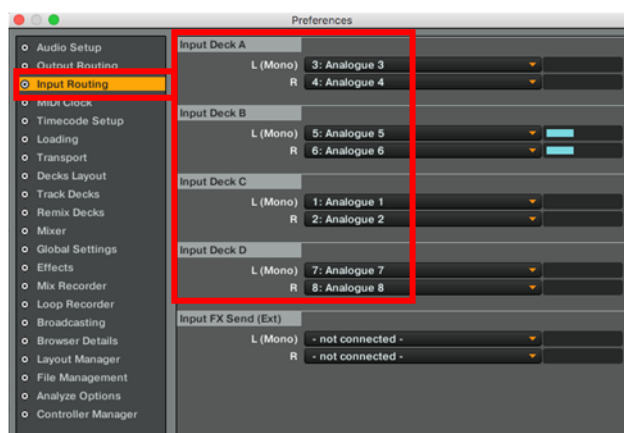 Preferences
Audio Setup
Output Routing
Input Routing
MIDI Clock
Timecode Setup
Loading
Transport
Decks Layout
Track Decks
Remix Decks
Mixer
Global Settings
Effects
Mix Recorder
Loop Recorder
Broadcasting
Browser Details
Layout Manager
File Management
Analyze Options
Controller Manager
Input Deck A
L (Mono) 3: Analogue 3
R 4: Analogue 4
Input Deck B
L (Mono) 5: Analogue 5
R 6: Analogue 6
Input Deck C
L (Mono) 1: Analogue 1
R 2: Analogue 2
Input Deck D
L (Mono) 7: Analogue 7
R 8: Analogue 8
Input FX Send (Ext)
L (Mono) - not connected -
R - not connected -